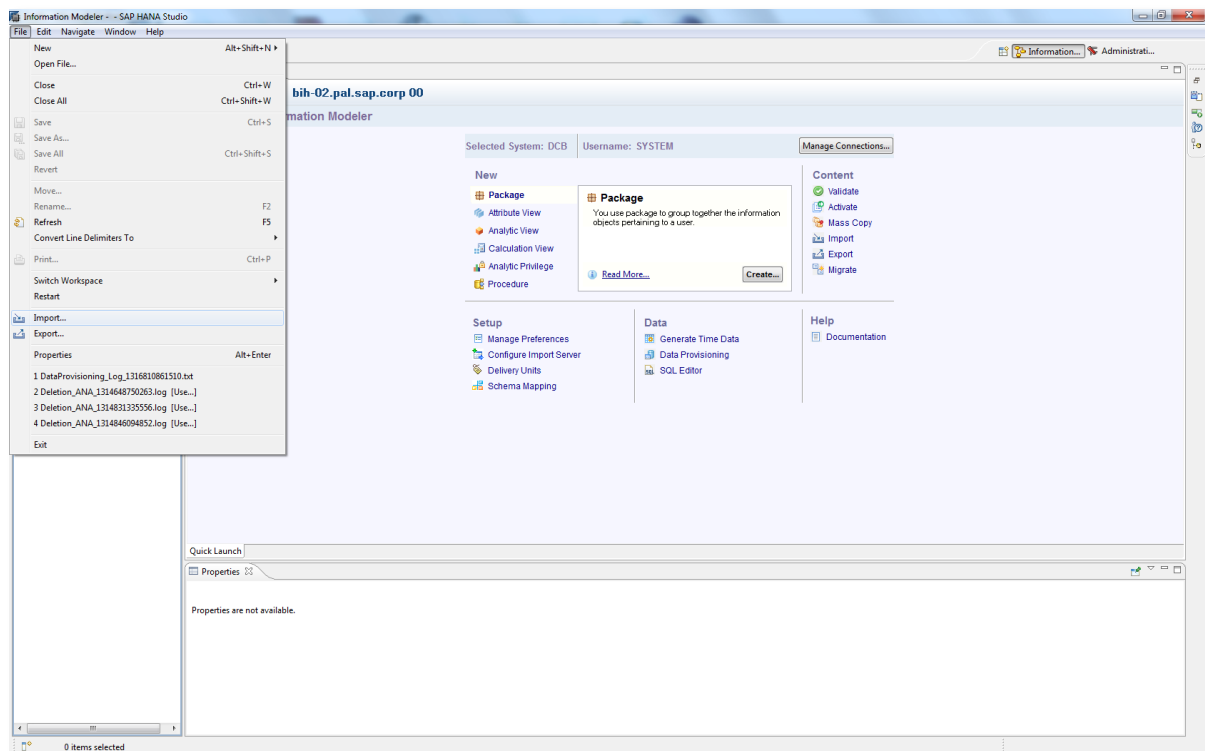 Information Modeler - - SAP HANA Studio
File Edit Navigate Window Help
New Alt+Shift+N
Open File...
Close Ctrl+W
Close All Ctrl+Shift+W
Save Ctrl+S
Save As...
Save All Ctrl+Shift+S
Revert
Move...
Rename... F2
Refresh F5
Convert Line Delimiters To
Print... Ctrl+P
Switch Workspace
Restart
Import...
Export...
Properties Alt+Enter
1 DataProvisioning_Log_1316810861510.txt
2 Deletion_ANA_1314648750263.log [Use...]
3 Deletion_ANA_1314831335556.log [Use...]
4 Deletion_ANA_1314846094852.log [Use...]
Exit
Information... Administrati...
bih-02.pal.sap.corp 00
mation Modeler
Selected System: DCB Username: SYSTEM Manage Connections...
New
Package
Attribute View
Analytic View
Calculation View
Analytic Privilege
Procedure
Package
You use package to group together the information
objects pertaining to a user.
Read More... Create...
Content
Validate
Activate
Mass Copy
Import
Export
Migrate
Setup
Manage Preferences
Configure Import Server
Delivery Units
Schema Mapping
Data
Generate Time Data
Data Provisioning
SQL Editor
Help
Documentation
Quick Launch
Properties
Properties are not available.
0 items selected